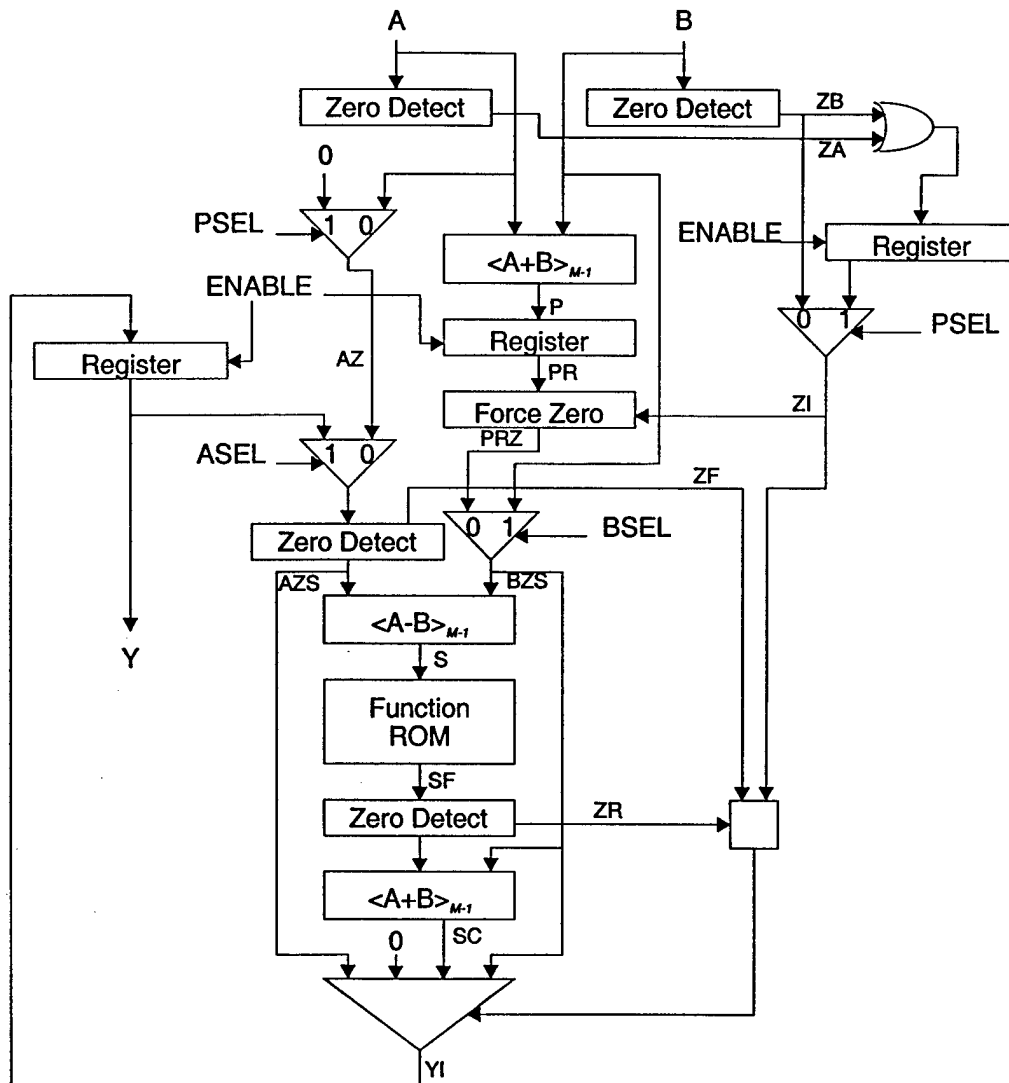 A
B
Zero Detect
Zero Detect
ZB
ZA
0
PSEL
1 0
ENABLE
Register
<A+B>M-1
ENABLE
P
0 1
PSEL
Register
Register
AZ
PR
Force Zero
ZI
PRZ
ASEL
1 0
ZF
0 1
BSEL
Zero Detect
AZS
BZS
<A-B>M-1
Y
S
Function
ROM
SF
Zero Detect
ZR
<A+B>M-1
0
SC
YI